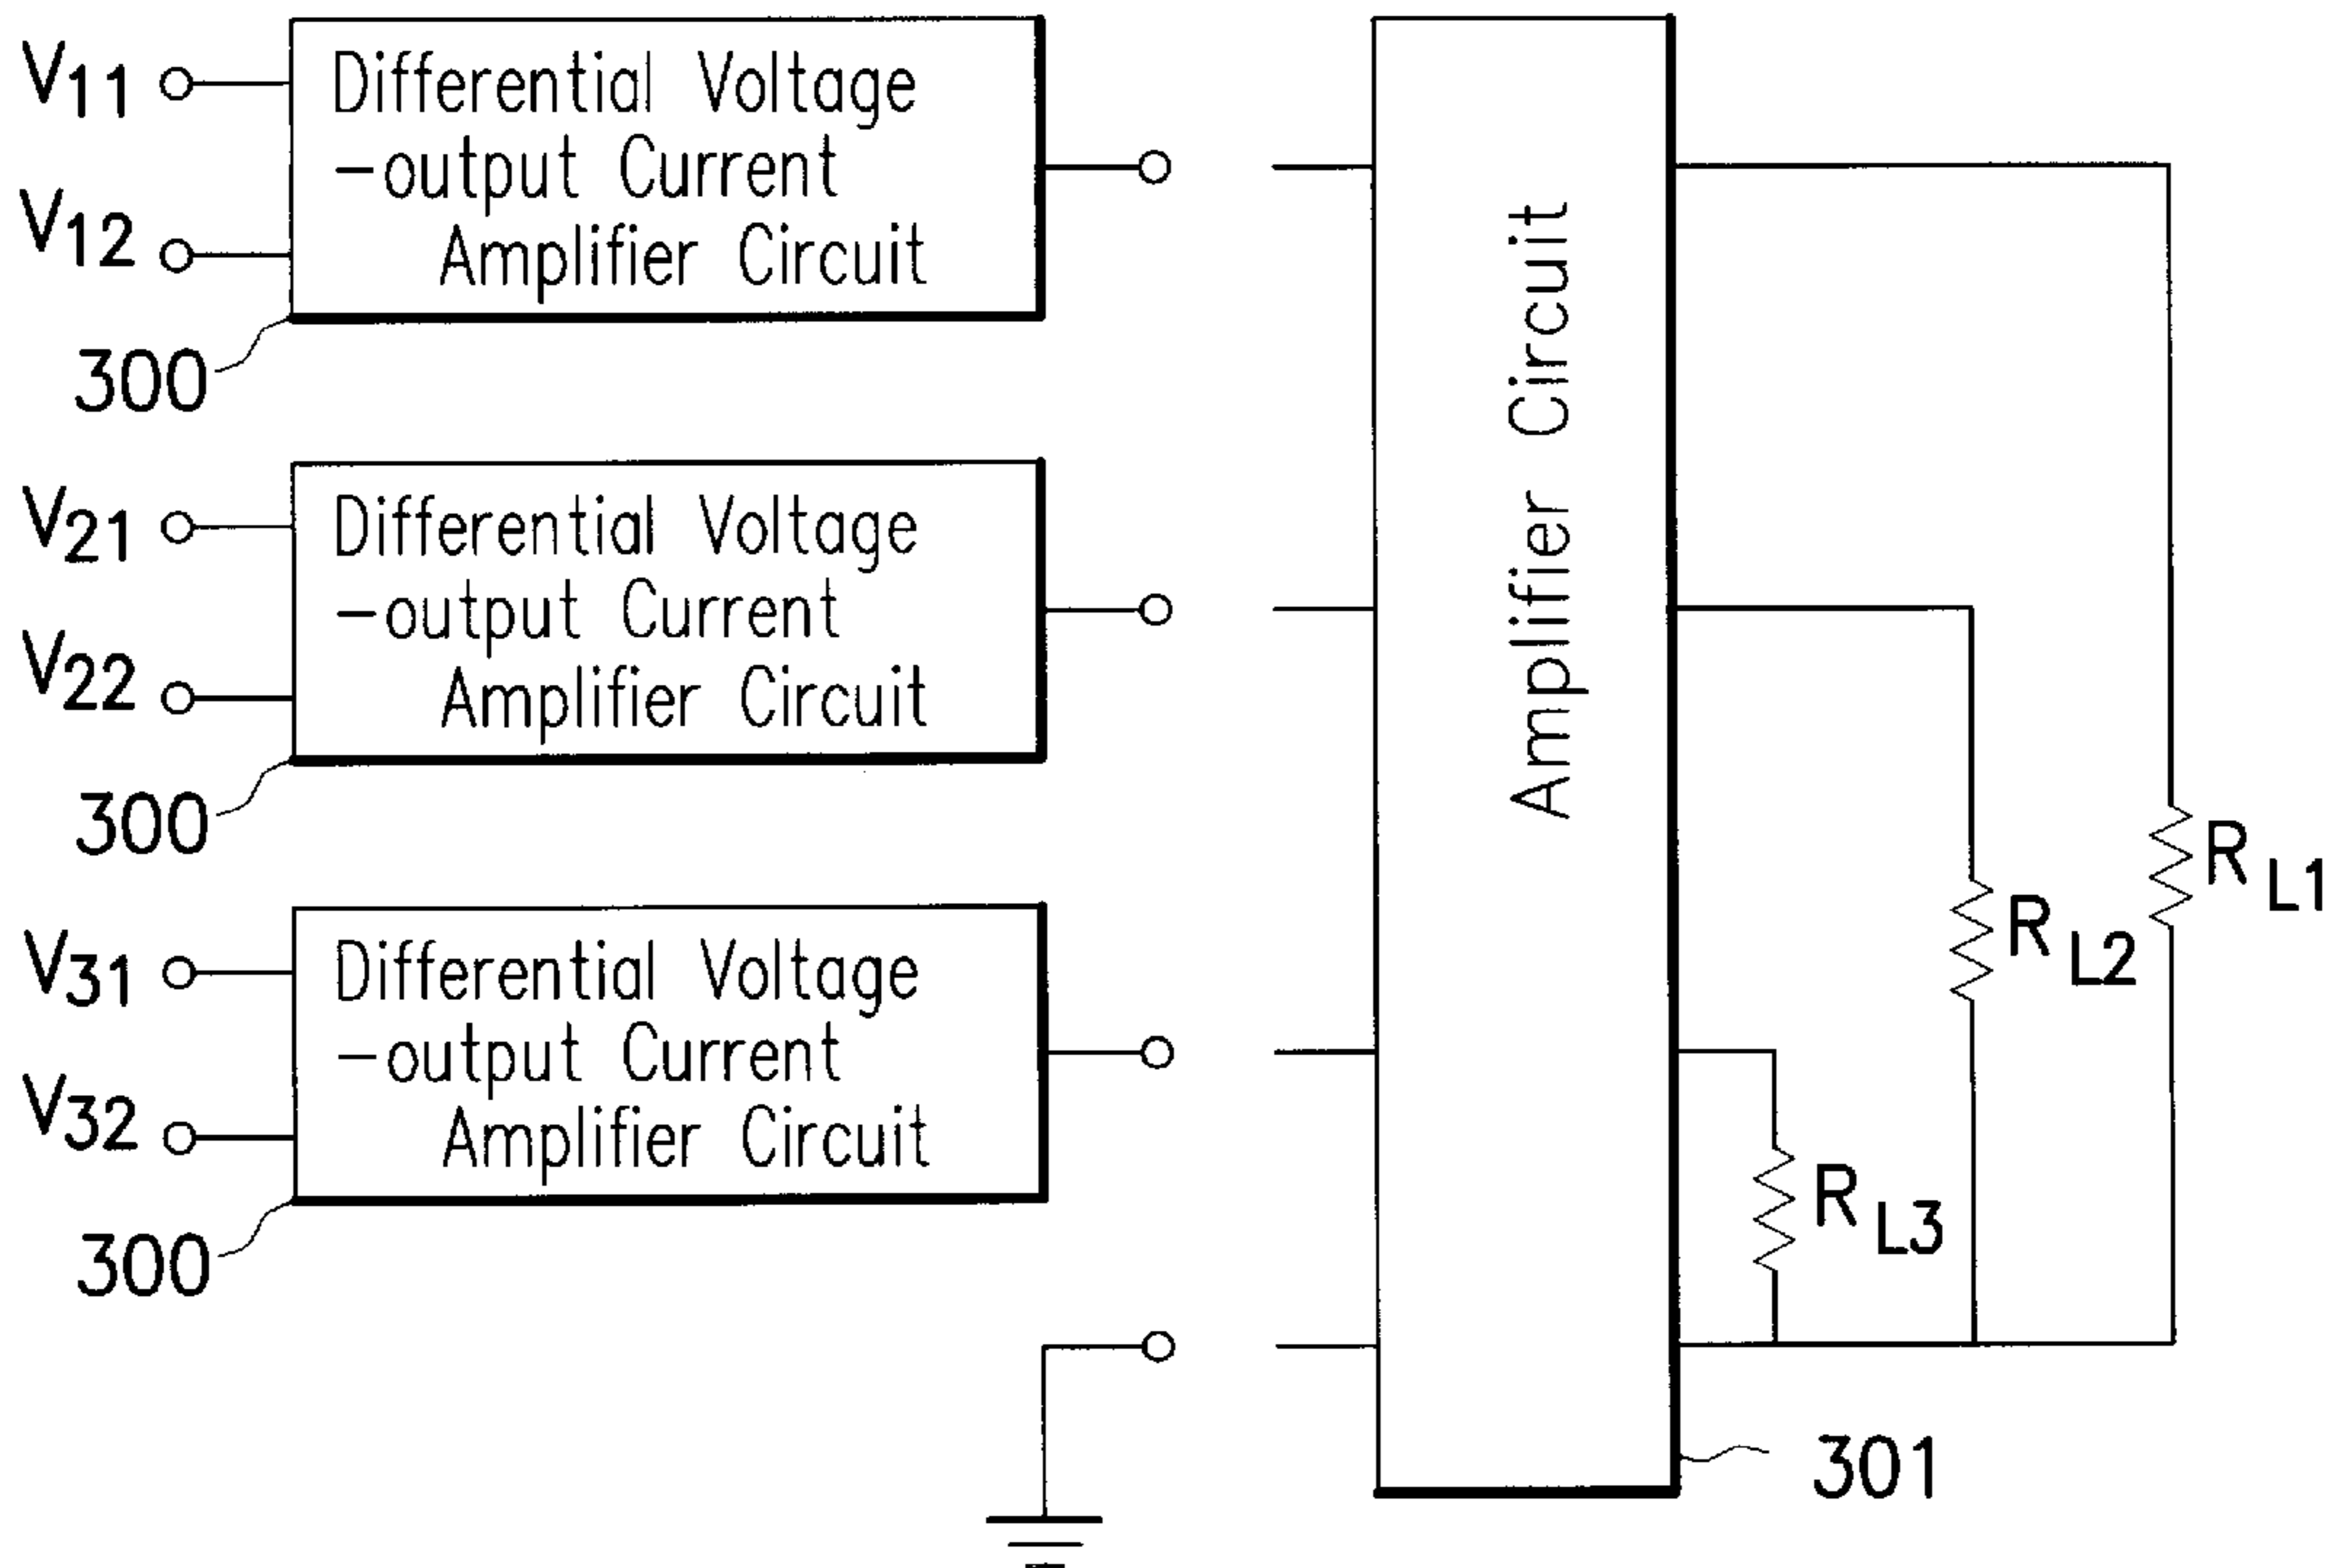 V11
V12
Differential Voltage
-output Current
Amplifier Circuit
300
V21
V22
Differential Voltage
-output Current
Amplifier Circuit
300
V31
V32
Differential Voltage
-output Current
Amplifier Circuit
300
Amplifier Circuit
RL1
RL2
RL3
301